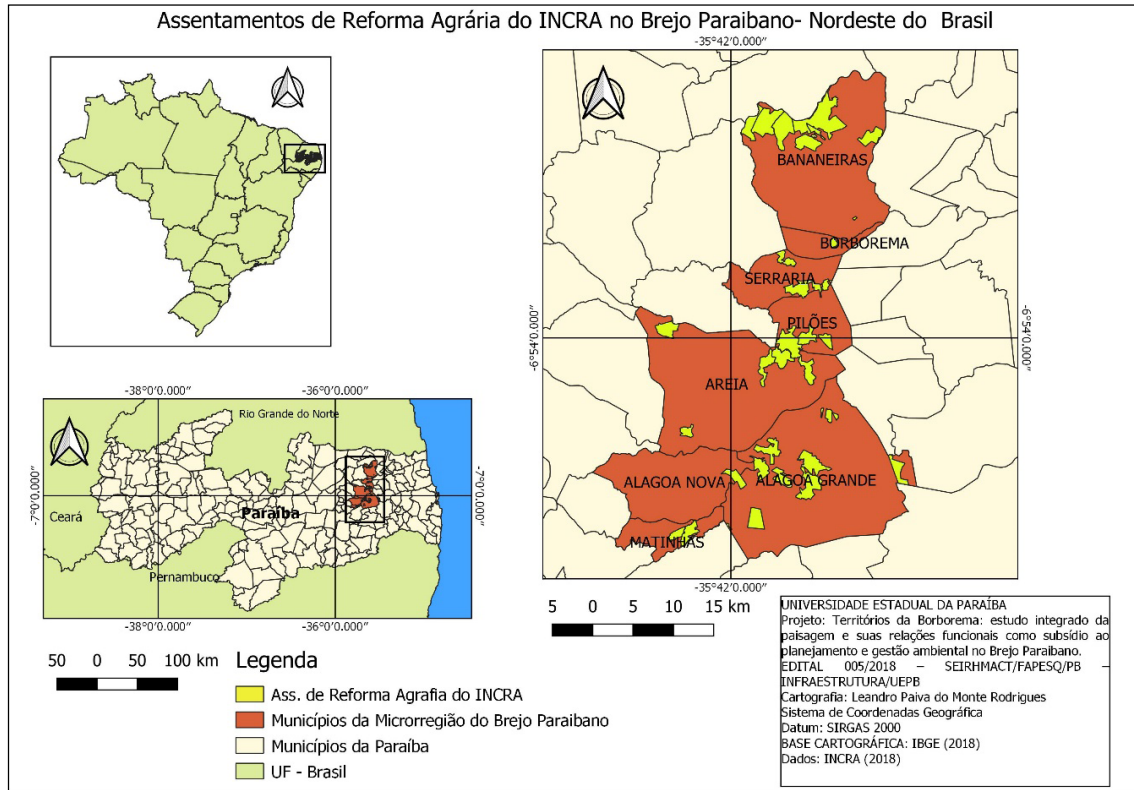 Assentamentos de Reforma Agrária do INCRA no Brejo Paraibano- Nordeste do  Brasil
-35°42'0.000"
BANANEIRAS
BORBOREMA
SERRARIA
PILÕES
-6°54'0.000"
-6°54'0.000"
AREIA
ALAGOA NOVA
ALAGOA GRANDE
MATINHAS
-35°42'0.000"
5 0 5 10 15 km
-38°0'0.000"
-36°0'0.000"
Rio Grande do Norte
-7°0'0.000"
-7°0'0.000"
Ceará
Paraíba
Pernambuco
-38°0'0.000"
-36°0'0.000"
50 0 50 100 km
Legenda
Ass. de Reforma Agrafia do INCRA
Municípios da Microrregião do Brejo Paraibano
Municípios da Paraíba
UF - Brasil
UNIVERSIDADE ESTADUAL DA PARAÍBA
Projeto: Territórios da Borborema: estudo integrado da
paisagem e suas relações funcionais como subsídio ao
planejamento e gestão ambiental no Brejo Paraibano.
EDITAL 005/2018 – SEIRHMACT/FAPESQ/PB –
INFRAESTRUTURA/UEPB
Cartografia: Leandro Paiva do Monte Rodrigues
Sistema de Coordenadas Geográfica
Datum: SIRGAS 2000
BASE CARTOGRÁFICA: IBGE (2018)
Dados: INCRA (2018)